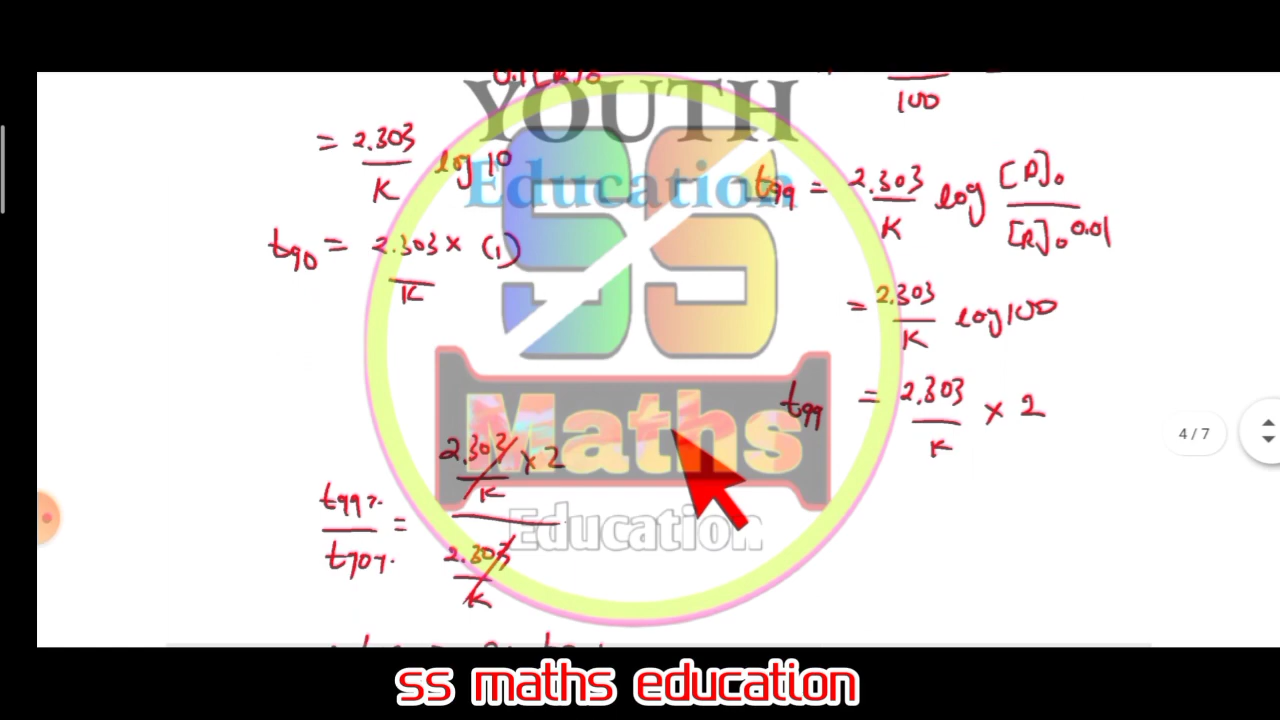 100
YOUTH
Education
SS
Maths
Education
= 2.303/K log 10
t90 = 2.303 × (1)/K
t99 = 2.303/K log [R]₀/[R]₀ 0.01
= 2.303/K log 100
t99 = 2.303/K × 2
t99%/t90% = 2.303/K × 2 / 2.303/K
4 / 7
ss maths education